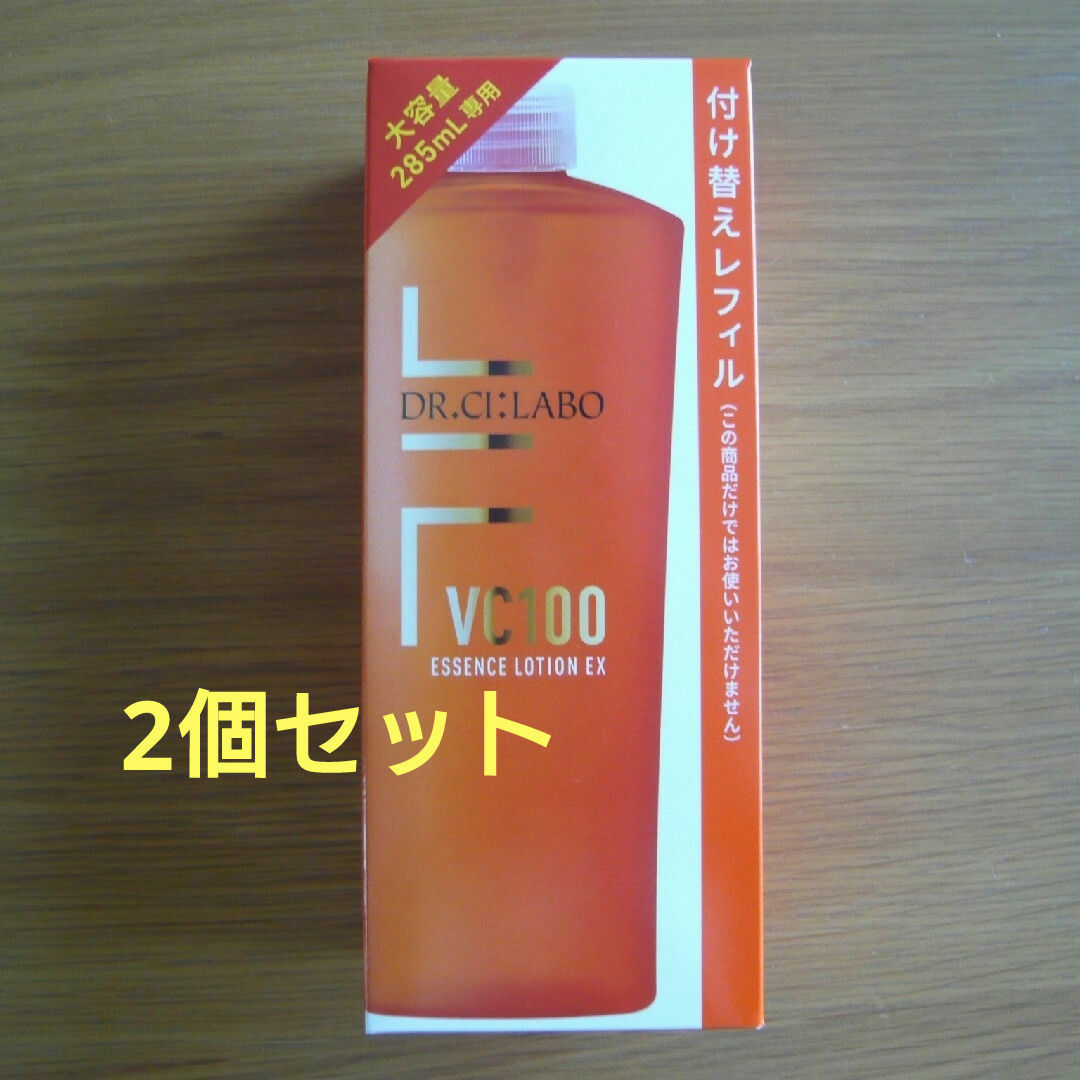 大容量
285mL専用
付け替えレフィル
(この商品だけではお使いいただけません)
DR.CI:LABO
VC100
ESSENCE LOTION EX
2個セット